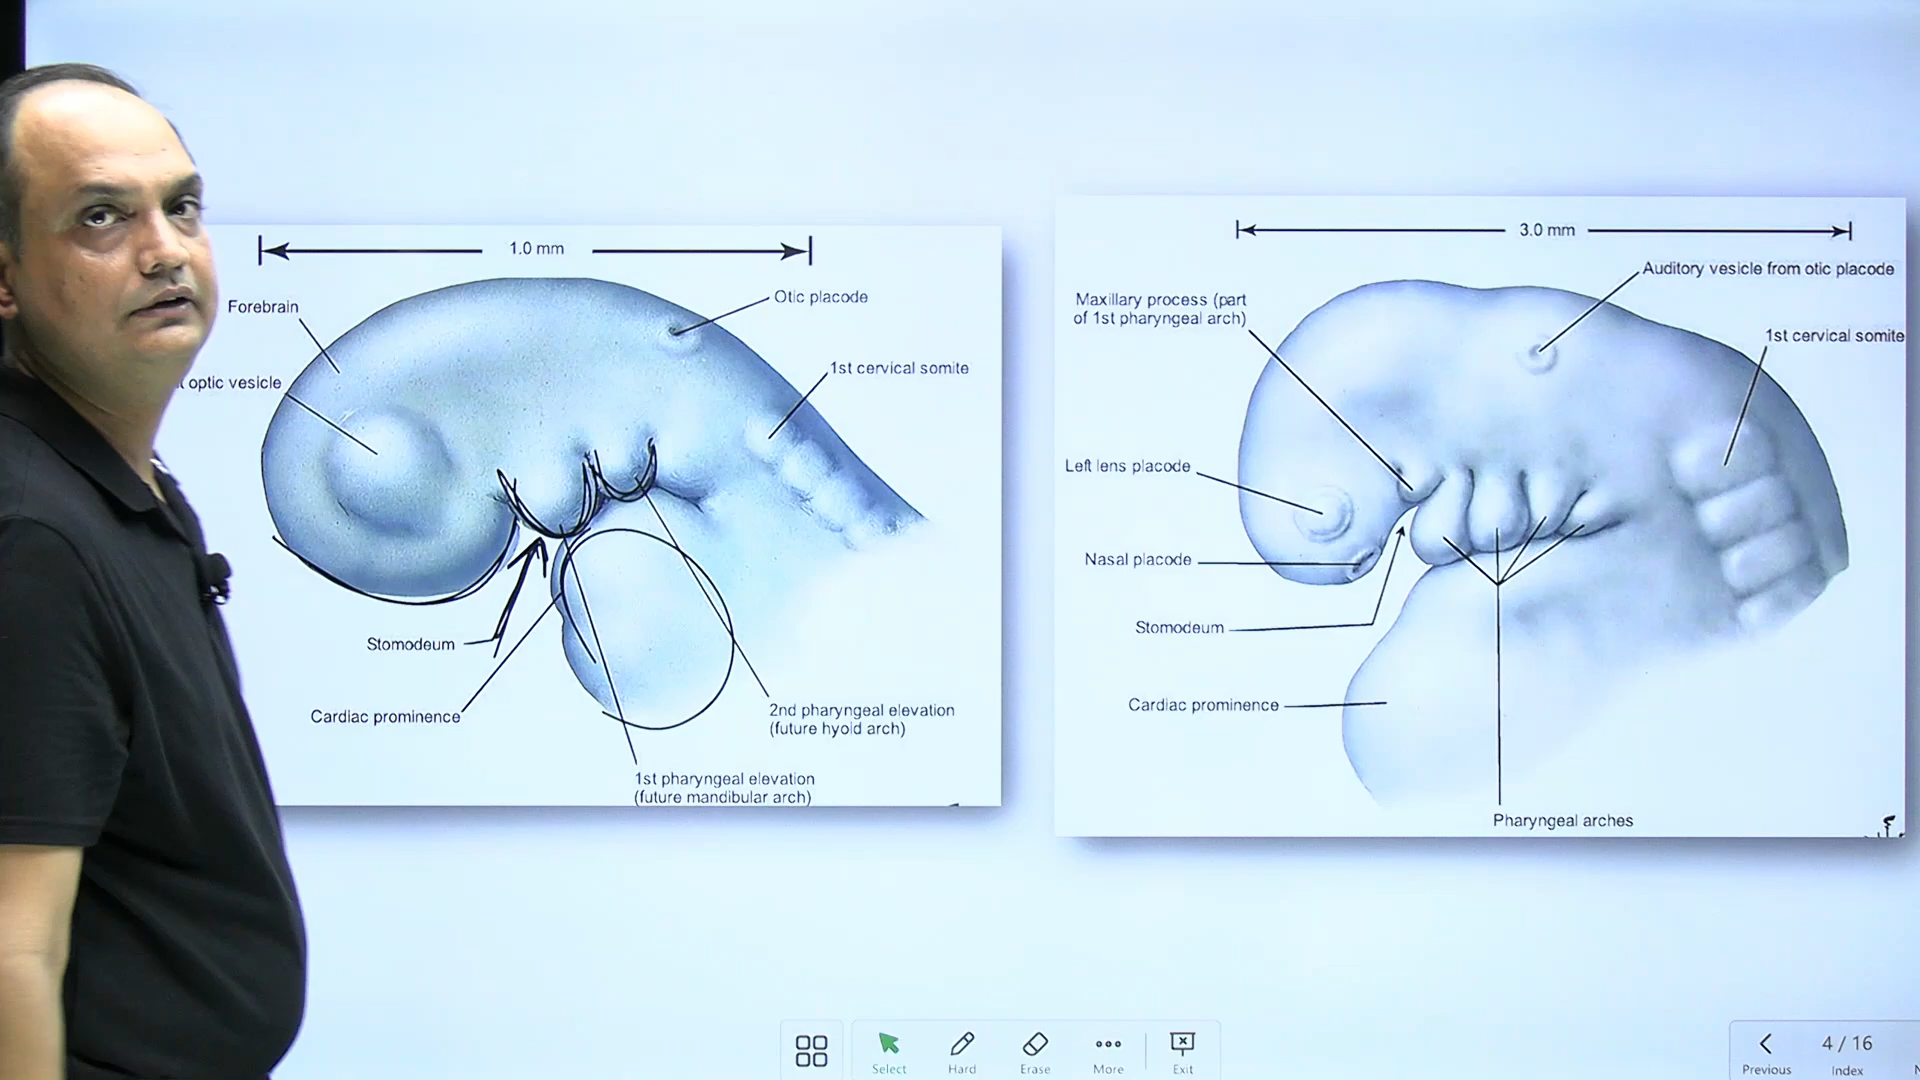 1.0 mm
Forebrain
Otic placode
optic vesicle
1st cervical somite
Stomodeum
Cardiac prominence
2nd pharyngeal elevation
(future hyoid arch)
1st pharyngeal elevation
(future mandibular arch)
3.0 mm
Auditory vesicle from otic placode
Maxillary process (part
of 1st pharyngeal arch)
1st cervical somite
Left lens placode
Nasal placode
Stomodeum
Cardiac prominence
Pharyngeal arches
Select
Hard
Erase
More
Exit
Previous
4 / 16
Index